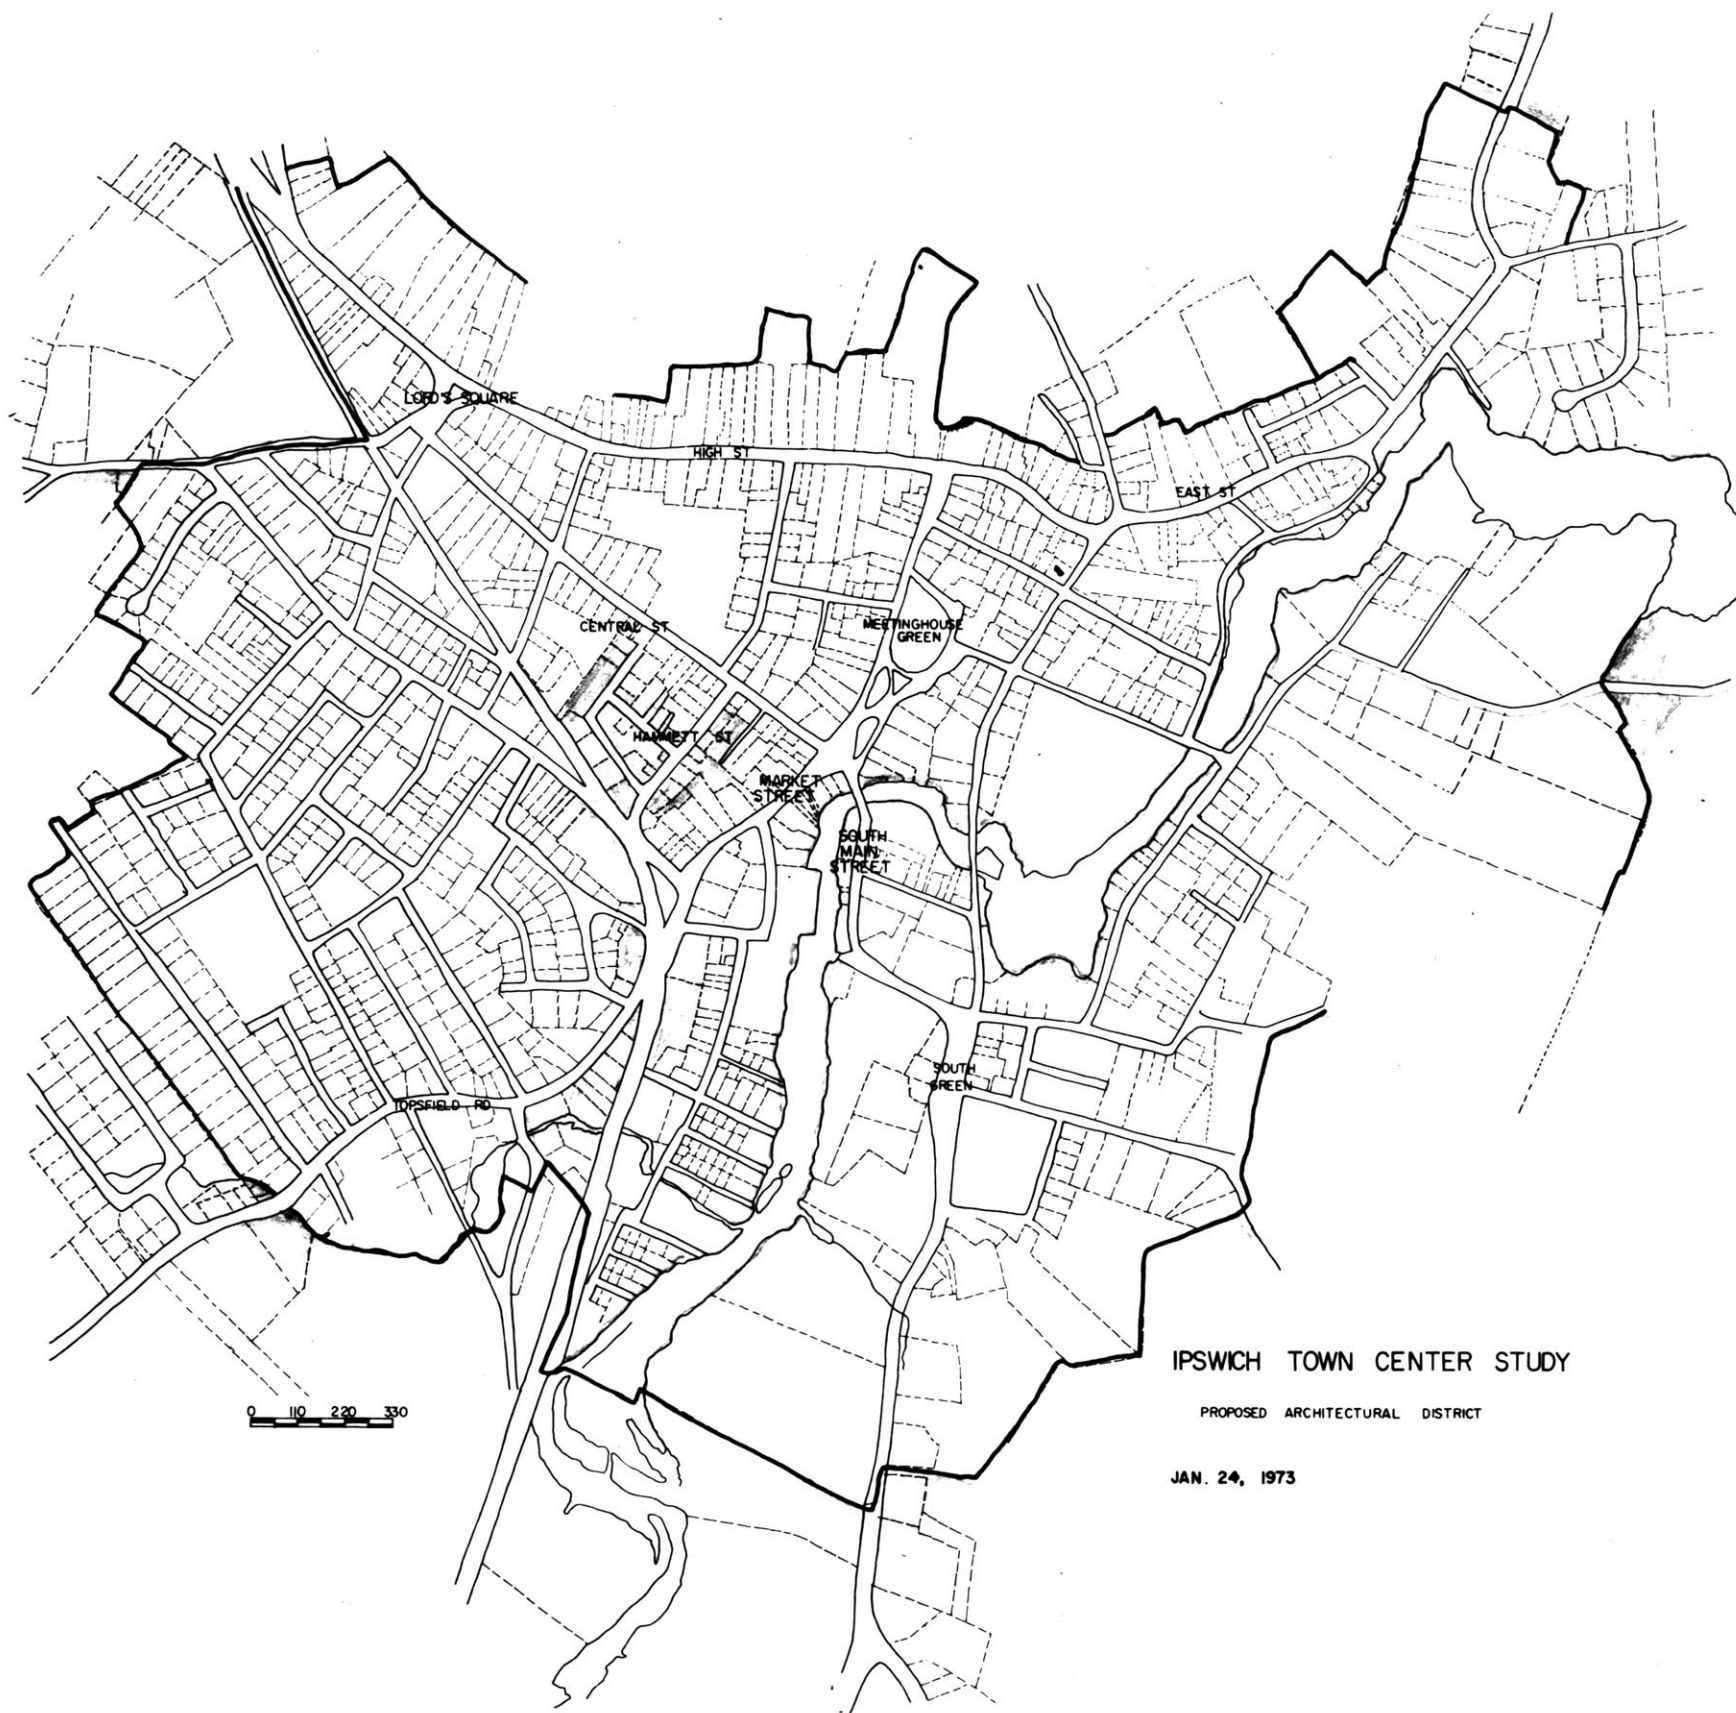 LORD'S SQUARE
HIGH ST
EAST ST
CENTRAL ST
MEETINGHOUSE
GREEN
HAMMETT ST
MARKET
STREET
SOUTH
MAIN
STREET
SOUTH
GREEN
TOPSFIELD RD
IPSWICH TOWN CENTER STUDY
PROPOSED ARCHITECTURAL DISTRICT
0 110 220 330
JAN. 24, 1973